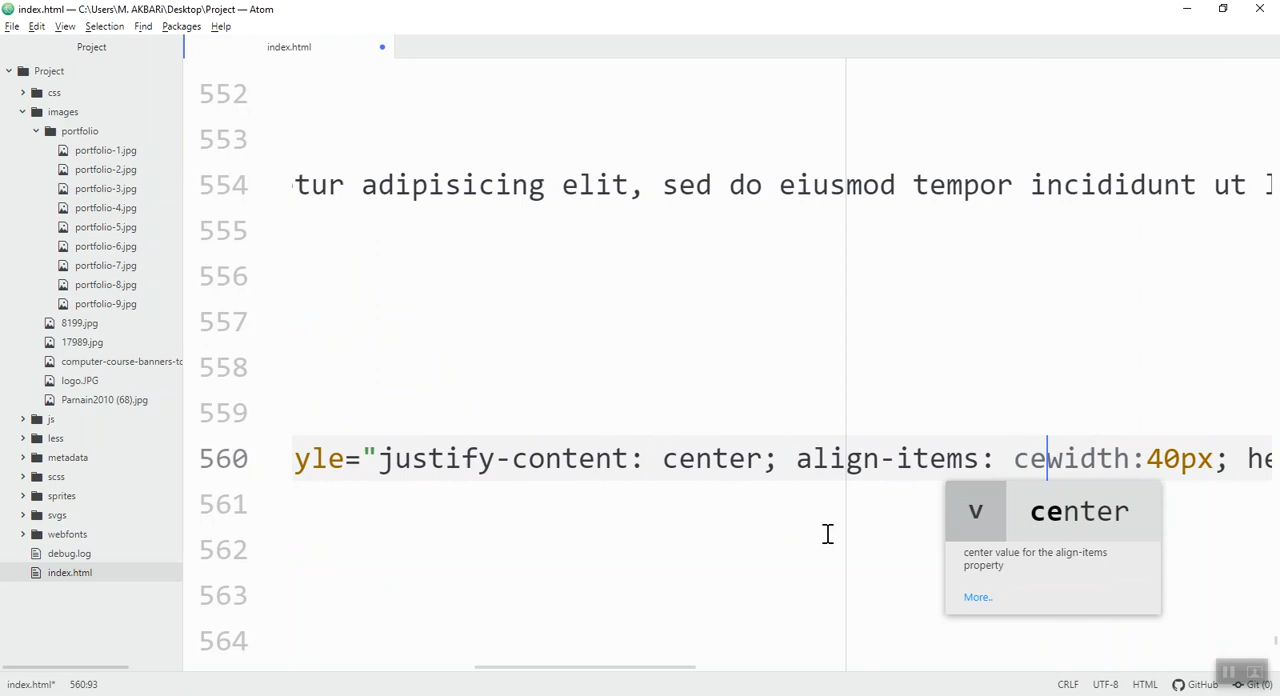 index.html — C:\Users\M. AKBARi\Desktop\Project — Atom
File Edit View Selection Find Packages Help
Project
index.html
Project
css
images
portfolio
portfolio-1.jpg
portfolio-2.jpg
portfolio-3.jpg
portfolio-4.jpg
portfolio-5.jpg
portfolio-6.jpg
portfolio-7.jpg
portfolio-8.jpg
portfolio-9.jpg
8199.jpg
17989.jpg
computer-course-banners-to
logo.JPG
Parnain2010 (68).jpg
js
less
metadata
scss
sprites
svgs
webfonts
debug.log
index.html
552
553
554 tur adipisicing elit, sed do eiusmod tempor incididunt ut l
555
556
557
558
559
560 yle="justify-content: center; align-items: cewidth:40px; he
561
562
563
564
v center
center value for the align-items
property
More..
index.html* 560:93 CRLF UTF-8 HTML GitHub Git (0)